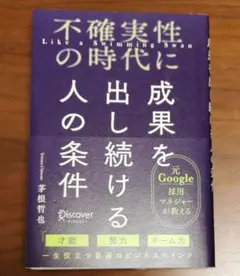 不確実性
Like a Swimming Swan
の時代に
成果を
出し続ける
人の条件
元
Google
採用
マネジャーが
教える
茅根哲也
Discover
才能
努力
チーム力
一生役立つ普遍のビジネスマインド